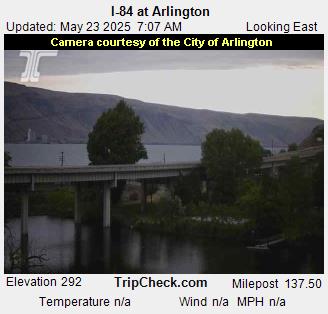 I-84 at Arlington
Updated: May 23 2025 7:07 AM Looking East
Camera courtesy of the City of Arlington
Elevation 292 TripCheck.com Milepost 137.50
Temperature n/a Wind n/a MPH n/a